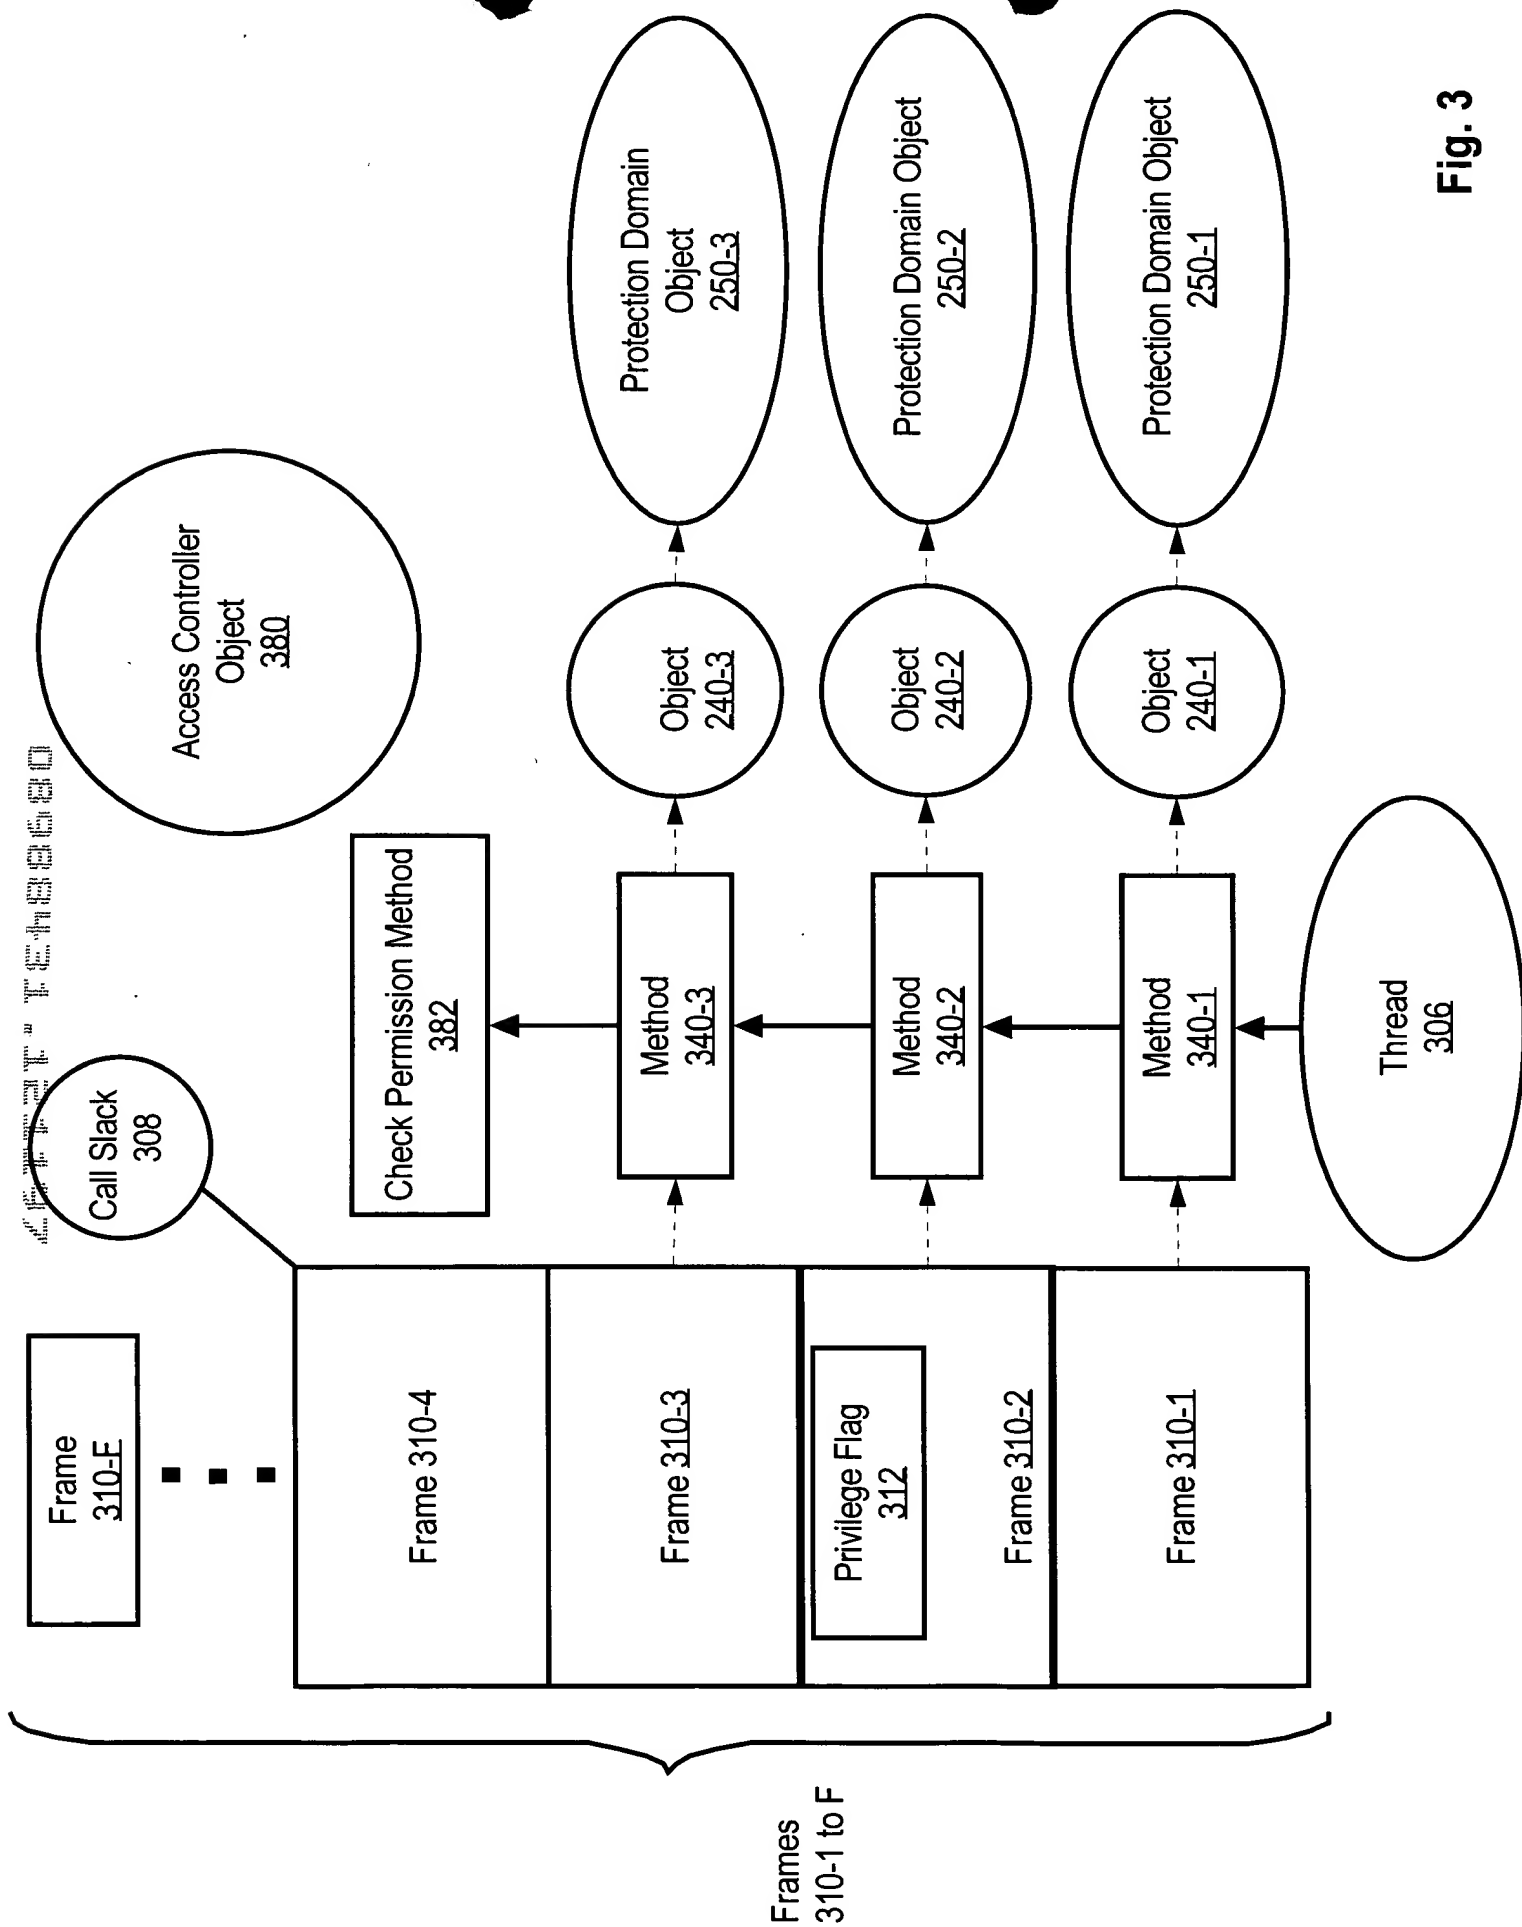 Frame
310-F
Call Slack
308
Access Controller
Object
380
Frame 310-4
Check Permission Method
382
Frame 310-3
Method
340-3
Object
240-3
Protection Domain
Object
250-3
Frames
310-1 to F
Privilege Flag
312
Frame 310-2
Method
340-2
Object
240-2
Protection Domain Object
250-2
Frame 310-1
Method
340-1
Object
240-1
Protection Domain Object
250-1
Thread
306
Fig. 3